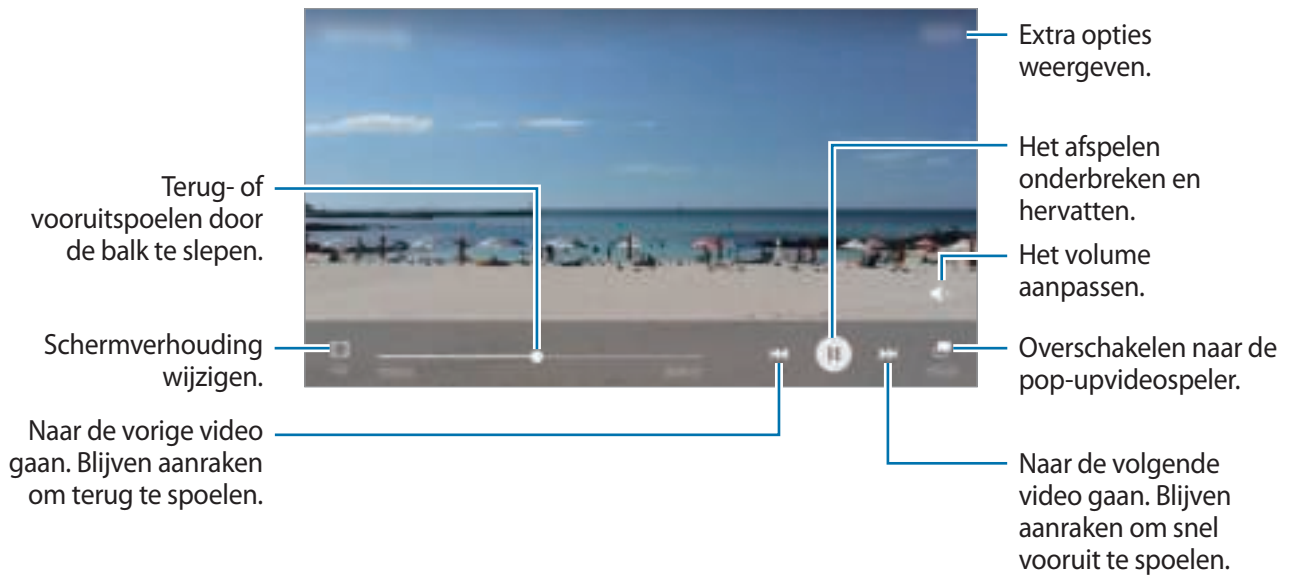 Extra opties
weergeven.
Het afspelen
onderbreken en
hervatten.
Terug- of
vooruitspoelen door
de balk te slepen.
Het volume
aanpassen.
Schermverhouding
wijzigen.
Overschakelen naar de
pop-upvideospeler.
Naar de vorige video
gaan. Blijven aanraken
om terug te spoelen.
Naar de volgende
video gaan. Blijven
aanraken om snel
vooruit te spoelen.